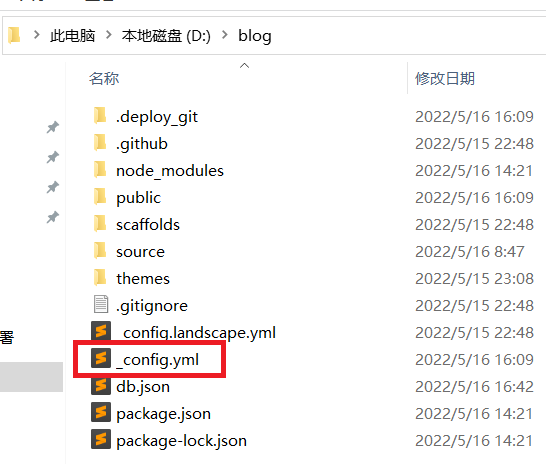 此电脑 > 本地磁盘 (D:) > blog
名称 修改日期
.deploy_git 2022/5/16 16:09
.github 2022/5/15 22:48
node_modules 2022/5/16 14:21
public 2022/5/16 16:09
scaffolds 2022/5/15 22:48
source 2022/5/16 8:47
themes 2022/5/15 23:08
.gitignore 2022/5/15 22:48
_config.landscape.yml 2022/5/15 22:48
署
_config.yml 2022/5/16 16:09
db.json 2022/5/16 16:42
package.json 2022/5/16 14:21
package-lock.json 2022/5/16 14:21